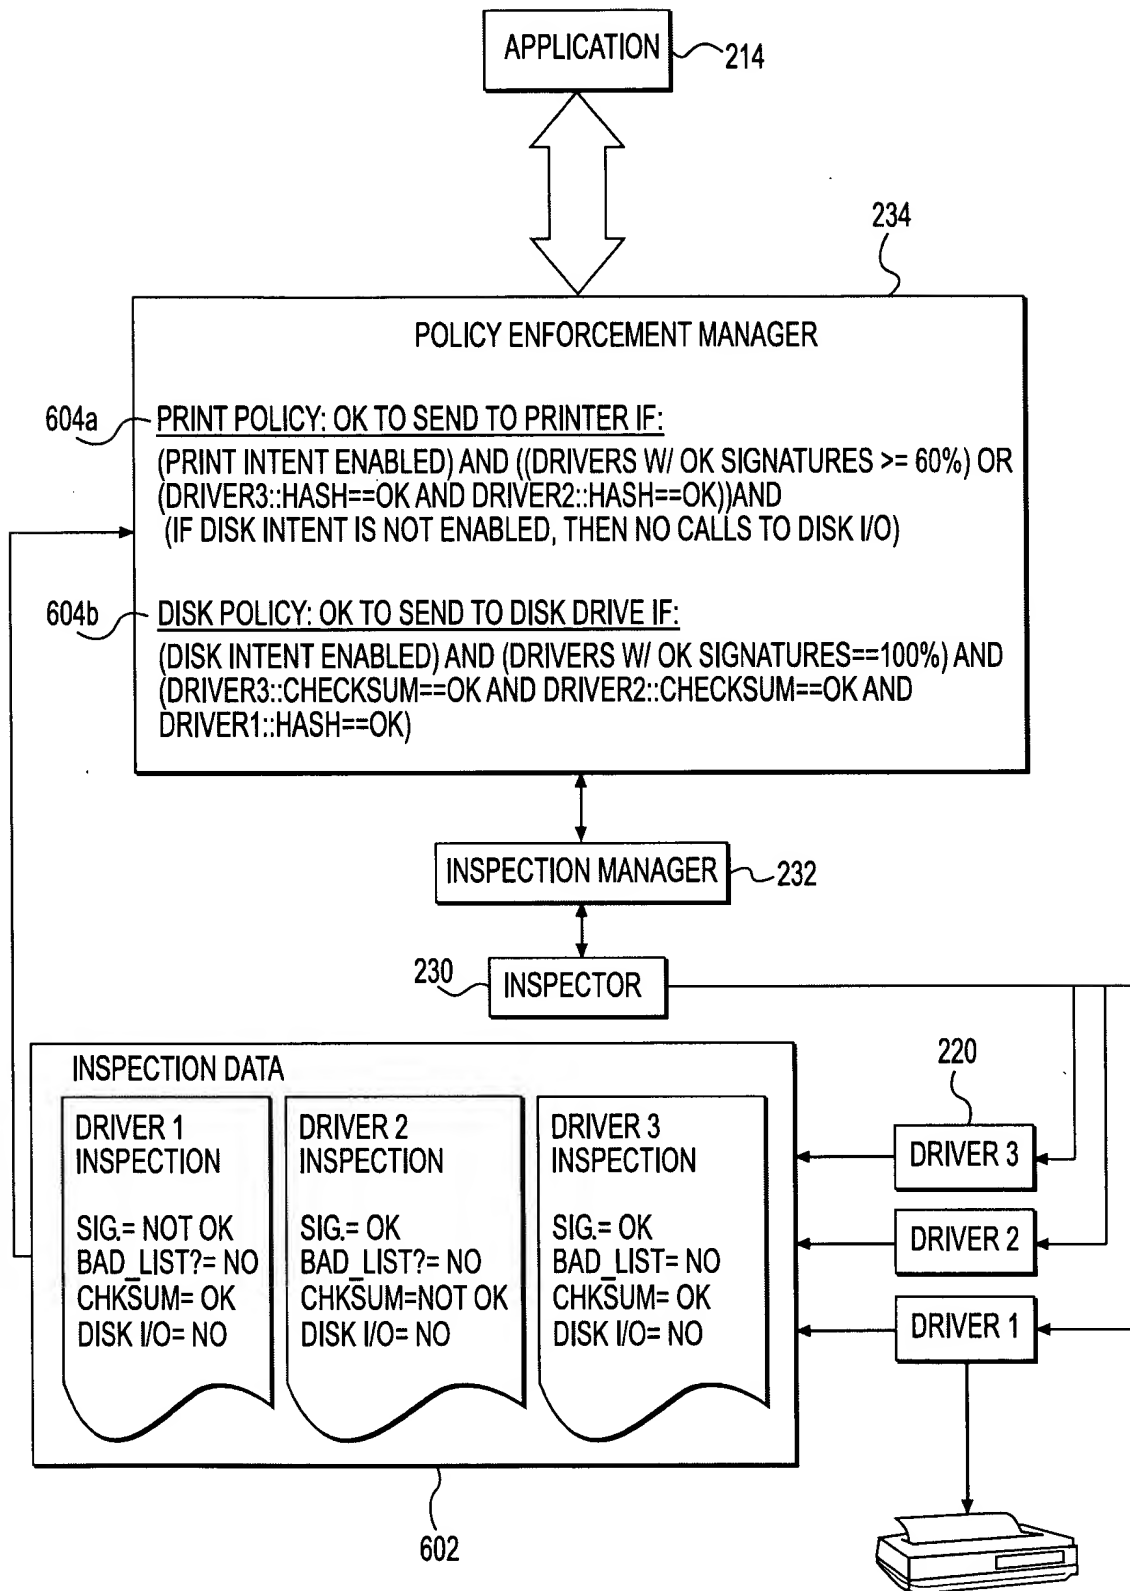 APPLICATION
214
234
POLICY ENFORCEMENT MANAGER
604a
PRINT POLICY: OK TO SEND TO PRINTER IF:
(PRINT INTENT ENABLED) AND ((DRIVERS W/ OK SIGNATURES >= 60%) OR
(DRIVER3::HASH==OK AND DRIVER2::HASH==OK))AND
(IF DISK INTENT IS NOT ENABLED, THEN NO CALLS TO DISK I/O)
604b
DISK POLICY: OK TO SEND TO DISK DRIVE IF:
(DISK INTENT ENABLED) AND (DRIVERS W/ OK SIGNATURES==100%) AND
(DRIVER3::CHECKSUM==OK AND DRIVER2::CHECKSUM==OK AND
DRIVER1::HASH==OK)
INSPECTION MANAGER
232
230
INSPECTOR
INSPECTION DATA
DRIVER 1
INSPECTION
SIG.= NOT OK
BAD_LIST?= NO
CHKSUM= OK
DISK I/O= NO
DRIVER 2
INSPECTION
SIG.= OK
BAD_LIST?= NO
CHKSUM=NOT OK
DISK I/O= NO
DRIVER 3
INSPECTION
SIG.= OK
BAD_LIST= NO
CHKSUM= OK
DISK I/O= NO
220
DRIVER 3
DRIVER 2
DRIVER 1
602